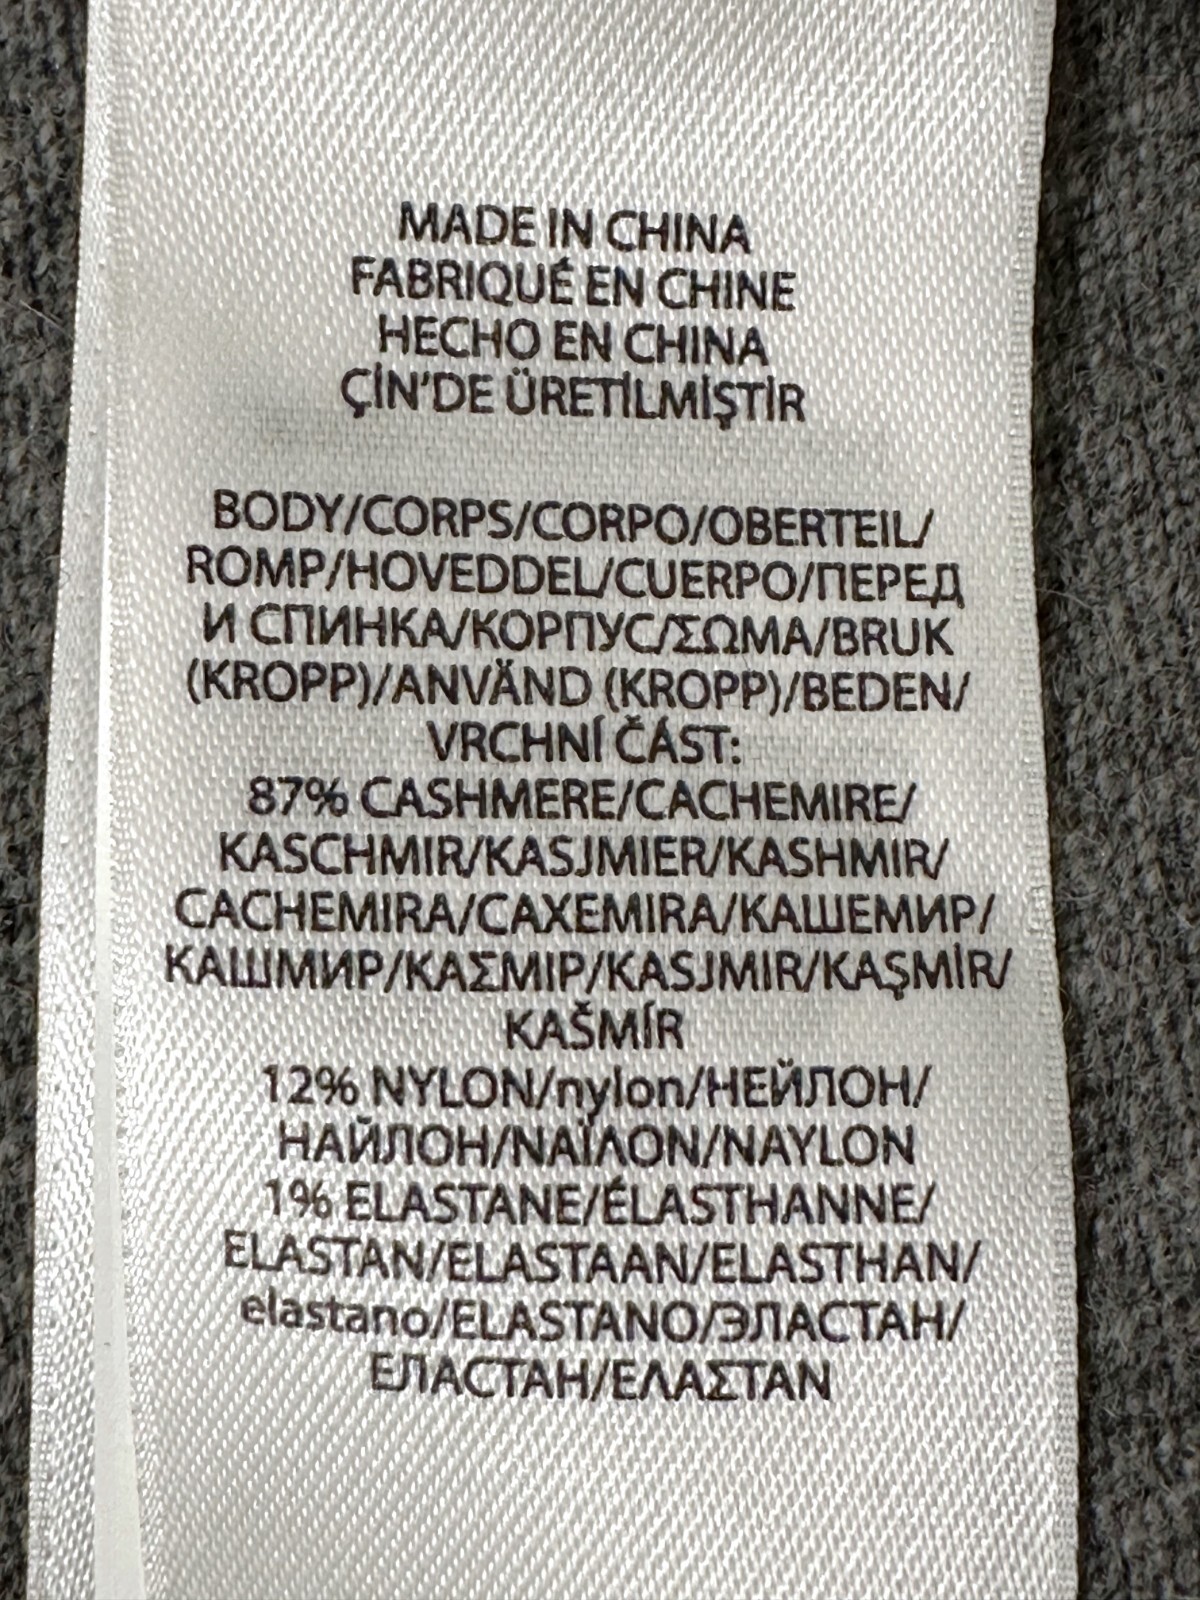 MADE IN CHINA
FABRIQUÉ EN CHINE
HECHO EN CHINA
ÇİN'DE ÜRETİLMİŞTİR
BODY/CORPS/CORPO/OBERTEIL/
ROMP/HOVEDDEL/CUERPO/ПЕРЕД
И СПИНКА/КОРПУС/ΣΩΜΑ/BRUK
(KROPP)/ANVÄND (KROPP)/BEDEN/
VRCHNÍ ČÁST:
87% CASHMERE/CACHEMIRE/
KASCHMIR/KASJMIER/KASHMIR/
CACHEMIRA/CAXEMIRA/КАШЕМИР/
КАШМИР/ΚΑΣΜΙΡ/KASJMIR/KAŞMİR/
KAŠMÍR
12% NYLON/nylon/НЕЙЛОН/
НАЙЛОН/ΝΑΪΛΟΝ/NAYLON
1% ELASTANE/ÉLASTHANNE/
ELASTAN/ELASTAAN/ELASTHAN/
elastano/ELASTANO/ЭЛАСТАН/
ЕЛАСТАН/ΕΛΑΣΤΑΝ